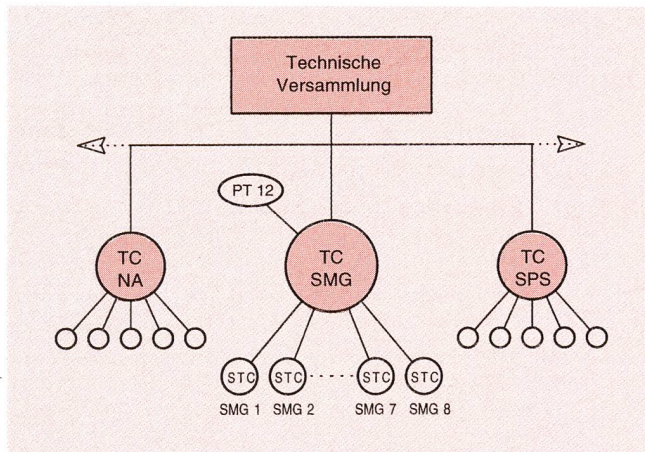 Technische
Versammlung
PT 12
TC
NA
TC
SMG
TC
SPS
STC
STC
STC
STC
SMG 1
SMG 2
SMG 7
SMG 8